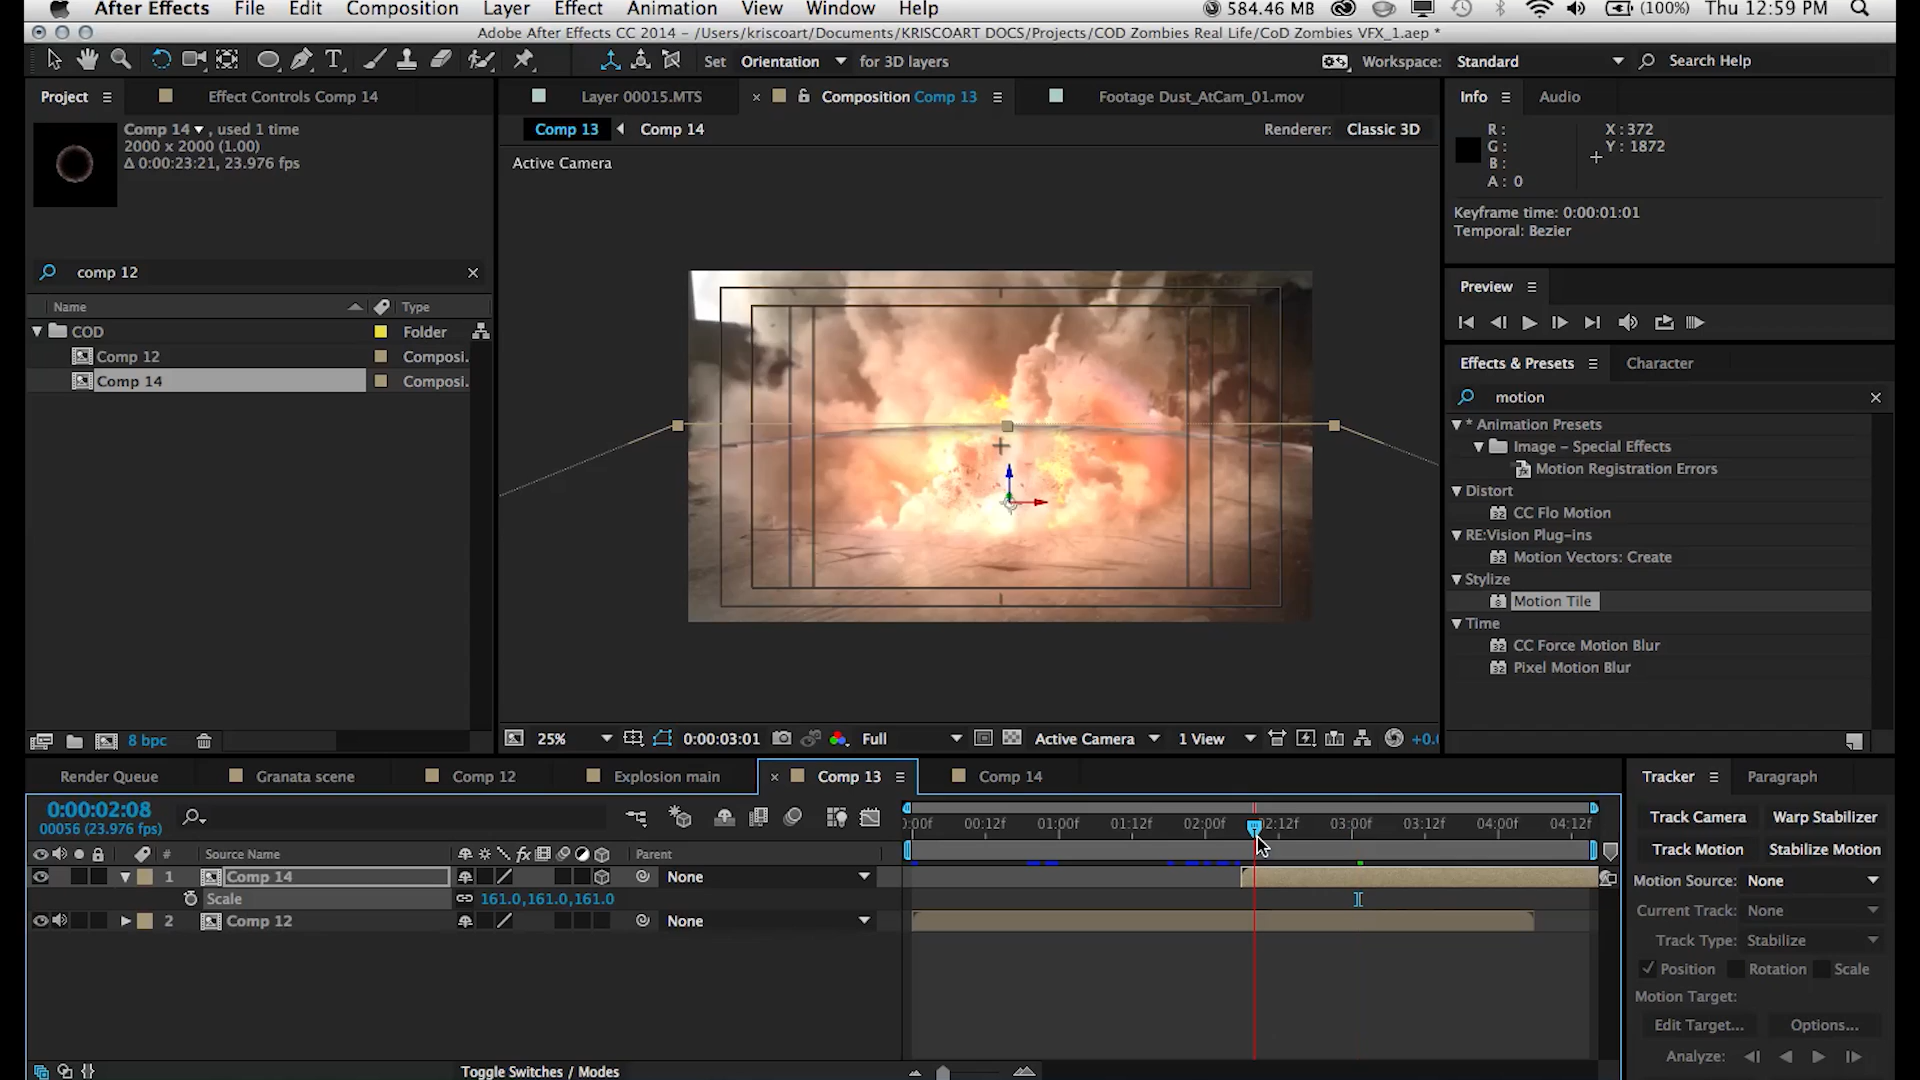 After Effects File Edit Composition Layer Effect Animation View Window Help 584.46 MB (100%) Thu 12:59 PM
Adobe After Effects CC 2014 - /Users/kriscoart/Documents/KRISCOART DOCS/Projects/COD Zombies Real Life/CoD Zombies VFX_1.aep *
Set Orientation for 3D layers Workspace: Standard Search Help
Project Effect Controls Comp 14 Layer 00015.MTS Composition Comp 13 Footage Dust_AtCam_01.mov Info Audio
Comp 14 , used 1 time
2000 x 2000 (1.00)
Δ 0:00:23:21, 23.976 fps
Comp 13 Comp 14 Renderer: Classic 3D
Active Camera
R :
G :
B :
A : 0
X : 372
Y : 1872
Keyframe time: 0:00:01:01
Temporal: Bezier
comp 12
Name Type
COD Folder
Comp 12 Composi.
Comp 14 Composi.
Preview
Effects & Presets Character
motion
* Animation Presets
Image – Special Effects
Motion Registration Errors
Distort
CC Flo Motion
RE:Vision Plug-ins
Motion Vectors: Create
Stylize
Motion Tile
Time
CC Force Motion Blur
Pixel Motion Blur
8 bpc
25% 0:00:03:01 Full Active Camera 1 View +0.
Render Queue Granata scene Comp 12 Explosion main Comp 13 Comp 14
0:00:02:08
00056 (23.976 fps)
:00f 00:12f 01:00f 01:12f 02:00f 02:12f 03:00f 03:12f 04:00f 04:12f
# Source Name fx Parent
1 Comp 14 None
Scale 161.0,161.0,161.0%
2 Comp 12 None
Toggle Switches / Modes
Tracker Paragraph
Track Camera Warp Stabilizer
Track Motion Stabilize Motion
Motion Source: None
Current Track: None
Track Type: Stabilize
Position Rotation Scale
Motion Target:
Edit Target... Options...
Analyze: